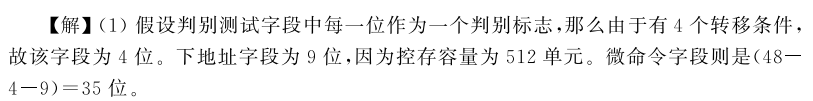 【解】(1) 假设判别测试字段中每一位作为一个判别标志,那么由于有 4 个转移条件,
故该字段为 4 位。下地址字段为 9 位,因为控存容量为 512 单元。微命令字段则是(48－
4－9)＝35 位。